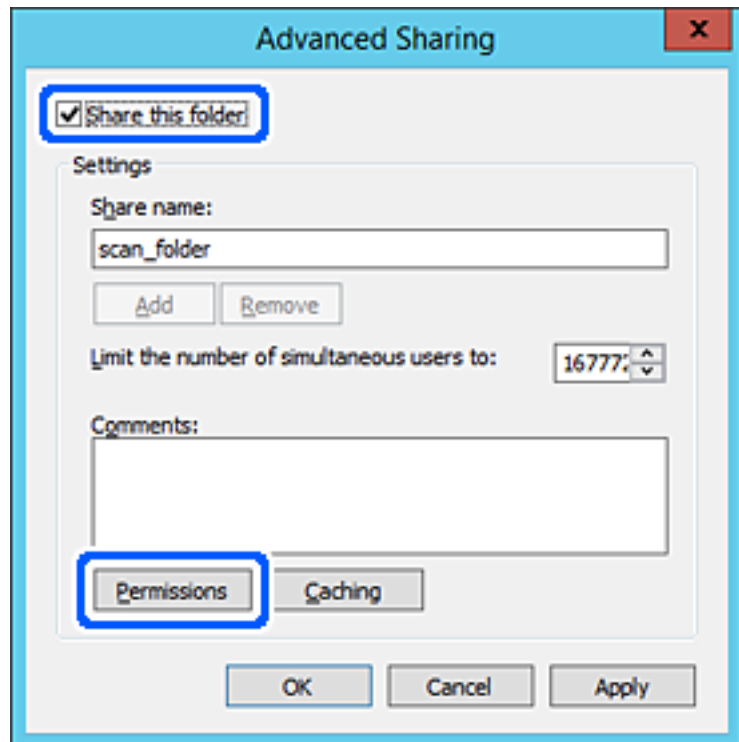 Advanced Sharing
x
Share this folder
Settings
Share name:
scan_folder
Add Remove
Limit the number of simultaneous users to: 16777
Comments:
Permissions Caching
OK Cancel Apply